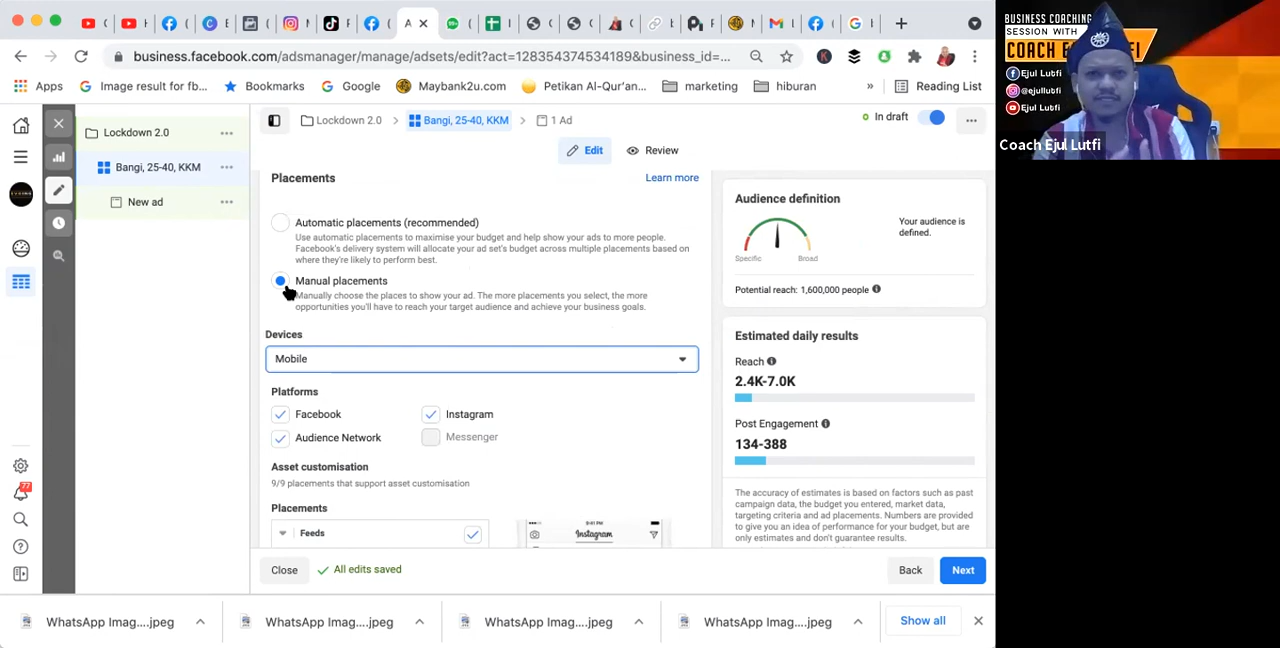 business.facebook.com/adsmanager/manage/adsets/edit?act=128354374534189&business_id=...
Apps
Image result for fb...
Bookmarks
Google
Maybank2u.com
Petikan Al-Qur'an...
marketing
hiburan
»
Reading List
BUSINESS COACHING
SESSION WITH
COACH EJUL LUTFI
Ejul Lutfi
@ejullutfi
Ejul Lutfi
Coach Ejul Lutfi
Lockdown 2.0
Bangi, 25-40, KKM
New ad
Lockdown 2.0 > Bangi, 25-40, KKM > 1 Ad
In draft
Edit
Review
Placements
Learn more
Automatic placements (recommended)
Use automatic placements to maximise your budget and help show your ads to more people.
Facebook's delivery system will allocate your ad set's budget across multiple placements based on
where they're likely to perform best.
Manual placements
Manually choose the places to show your ad. The more placements you select, the more
opportunities you'll have to reach your target audience and achieve your business goals.
Devices
Mobile
Platforms
Facebook
Instagram
Audience Network
Messenger
Asset customisation
9/9 placements that support asset customisation
Placements
Feeds
9:41 PM
Instagram
Audience definition
Your audience is
defined.
Specific
Broad
Potential reach: 1,600,000 people
Estimated daily results
Reach
2.4K-7.0K
Post Engagement
134-388
The accuracy of estimates is based on factors such as past
campaign data, the budget you entered, market data,
targeting criteria and ad placements. Numbers are provided
to give you an idea of performance for your budget, but are
only estimates and don't guarantee results.
77
Close
All edits saved
Back
Next
WhatsApp Imag....jpeg
WhatsApp Imag....jpeg
WhatsApp Imag....jpeg
WhatsApp Imag....jpeg
Show all